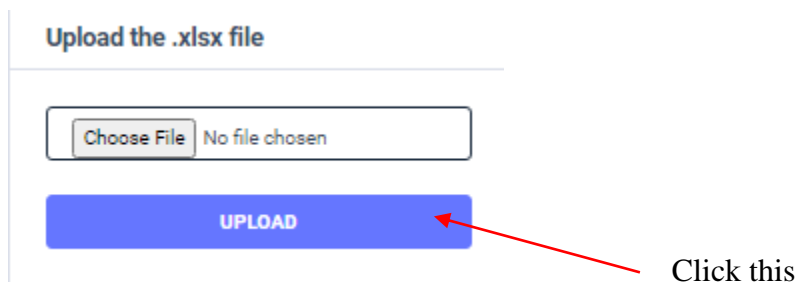 Upload the .xlsx file
Choose File No file chosen
UPLOAD
Click this